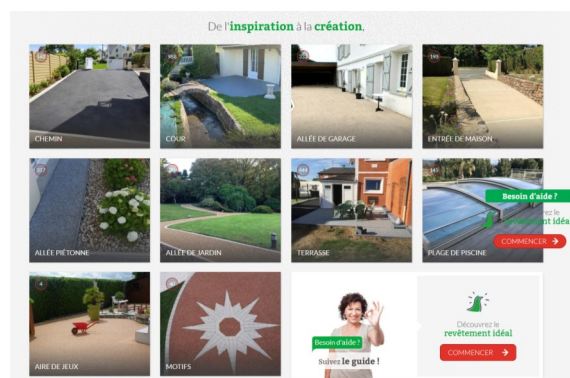 De l'inspiration à la création.
CHEMIN
COUR
ALLÉE DE GARAGE
ENTRÉE DE MAISON
ALLÉE PIÉTONNE
ALLÉE DE JARDIN
TERRASSE
PLAGE DE PISCINE
Besoin d'aide ?
COMMENCER
AIRE DE JEUX
4
MOTIFS
Besoin d'aide ?
Suivez le guide !
Découvrez le
revêtement idéal
COMMENCER